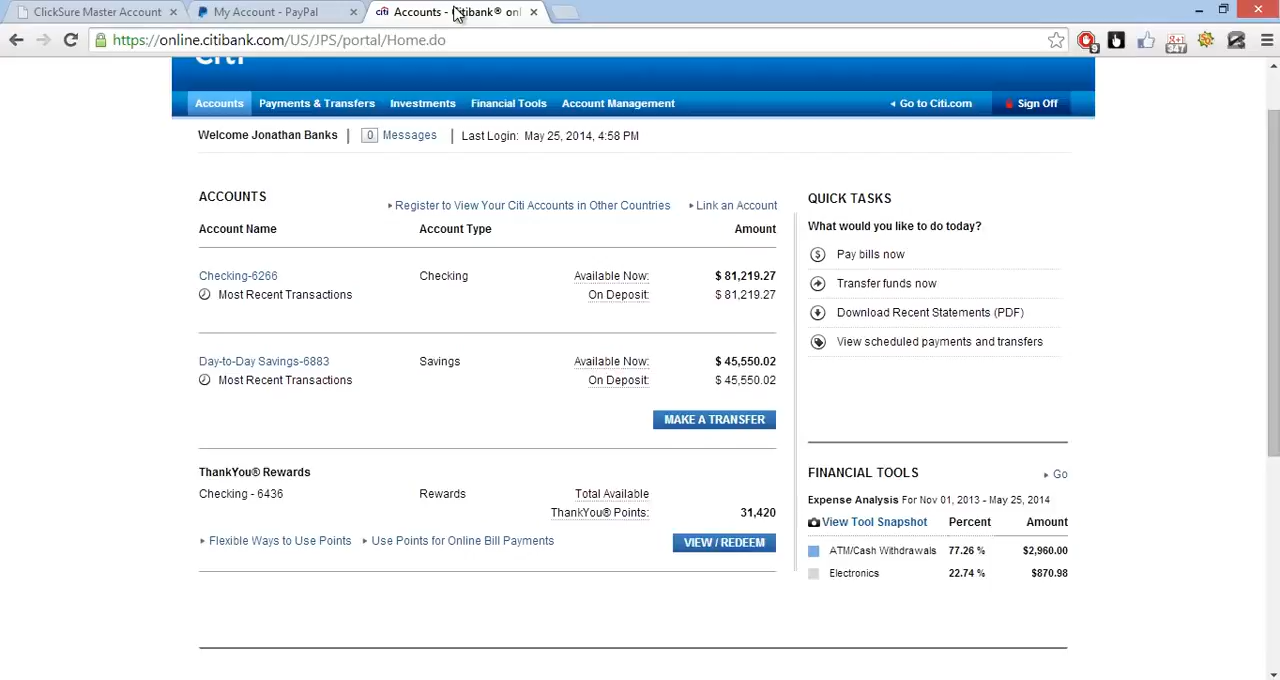 ClickSure Master Account
My Account - PayPal
Accounts - Citibank® onl
https://online.citibank.com/US/JPS/portal/Home.do
9
347
citi
Accounts Payments & Transfers Investments Financial Tools Account Management Go to Citi.com Sign Off
Welcome Jonathan Banks | 0 Messages | Last Login: May 25, 2014, 4:58 PM
ACCOUNTS
Register to View Your Citi Accounts in Other Countries Link an Account
Account Name Account Type Amount
Checking-6266 Checking Available Now: $ 81,219.27
Most Recent Transactions On Deposit: $ 81,219.27
Day-to-Day Savings-6883 Savings Available Now: $ 45,550.02
Most Recent Transactions On Deposit: $ 45,550.02
MAKE A TRANSFER
ThankYou® Rewards
Checking - 6436 Rewards Total Available
ThankYou® Points: 31,420
Flexible Ways to Use Points Use Points for Online Bill Payments VIEW / REDEEM
QUICK TASKS
What would you like to do today?
Pay bills now
Transfer funds now
Download Recent Statements (PDF)
View scheduled payments and transfers
FINANCIAL TOOLS Go
Expense Analysis For Nov 01, 2013 - May 25, 2014
View Tool Snapshot Percent Amount
ATM/Cash Withdrawals 77.26 % $2,960.00
Electronics 22.74 % $870.98